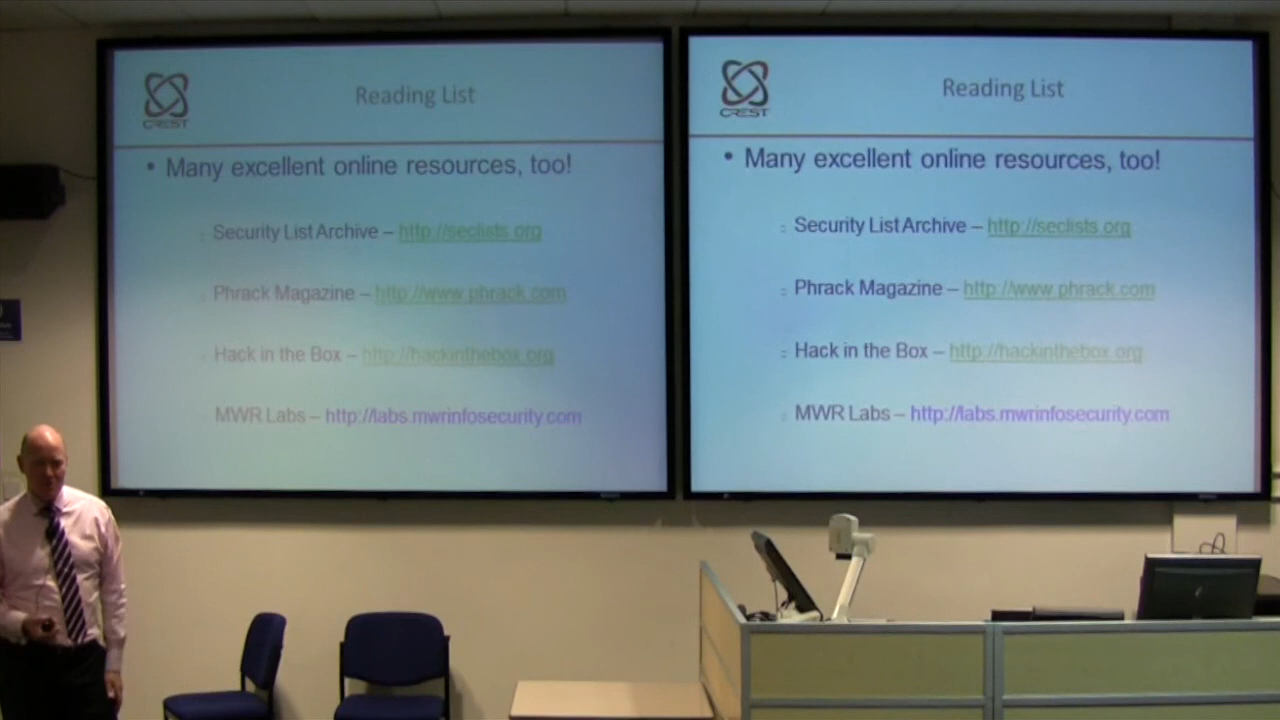 CREST
Reading List
• Many excellent online resources, too!
Security List Archive – http://seclists.org
Phrack Magazine – http://www.phrack.com
Hack in the Box – http://hackinthebox.org
MWR Labs – http://labs.mwrinfosecurity.com
CREST
Reading List
• Many excellent online resources, too!
Security List Archive – http://seclists.org
Phrack Magazine – http://www.phrack.com
Hack in the Box – http://hackinthebox.org
MWR Labs – http://labs.mwrinfosecurity.com